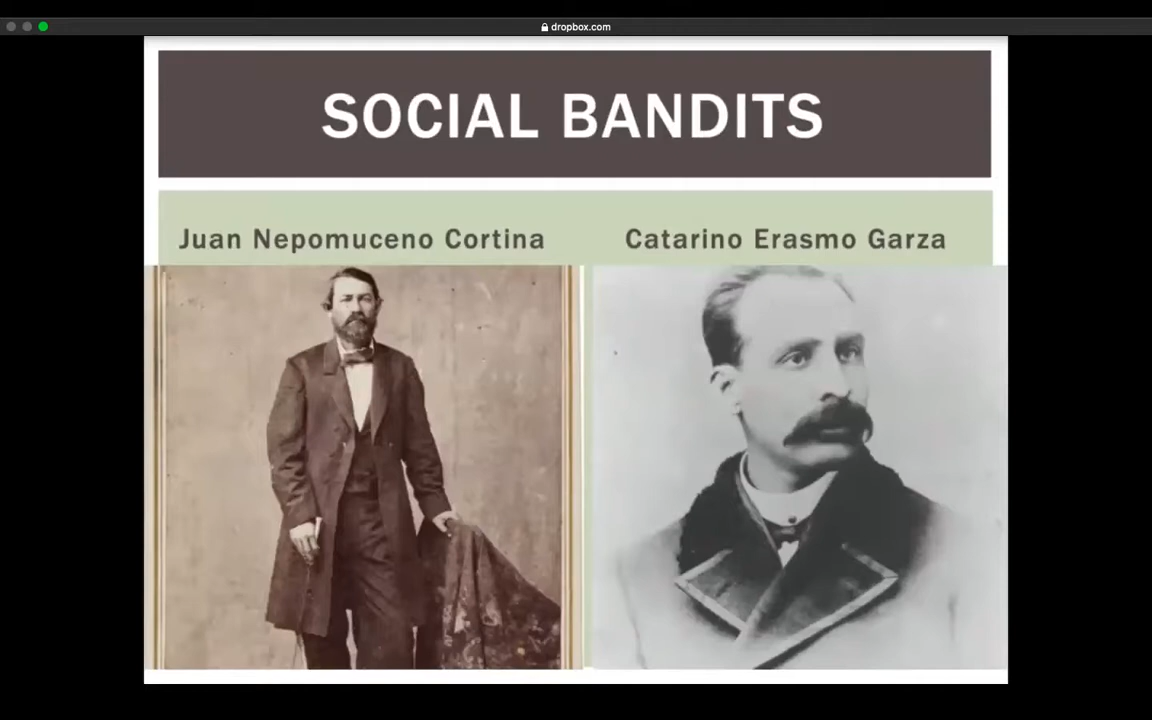 dropbox.com
SOCIAL BANDITS
Juan Nepomuceno Cortina
Catarino Erasmo Garza